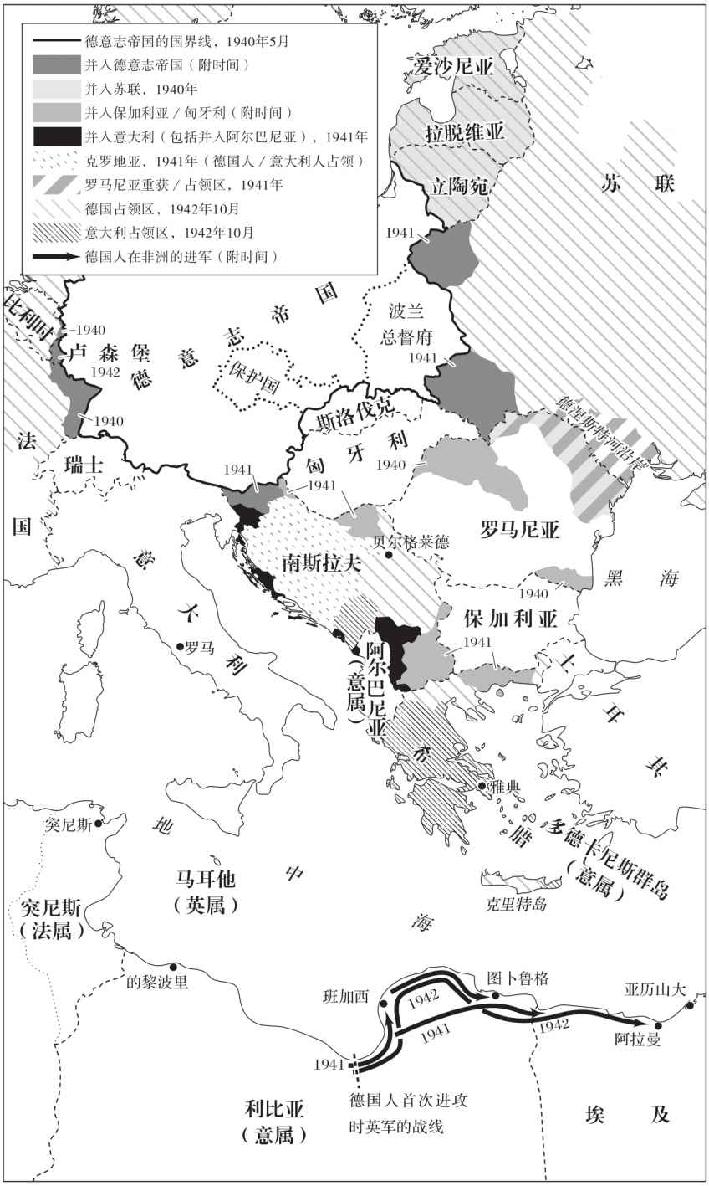 德意志帝国的国界线，1940年5月
并入德意志帝国（附时间）
并入苏联，1940年
并入保加利亚/匈牙利（附时间）
并入意大利（包括并入阿尔巴尼亚），1941年
克罗地亚，1941年（德国人/意大利人占领）
罗马尼亚重获/占领区，1941年
德国占领区，1942年10月
意大利占领区，1942年10月
德国人在非洲的进军（附时间）
爱沙尼亚
拉脱维亚
立陶宛
苏 联
1941
比利时
1940
卢森堡
1942
1940
德意志帝国
波兰
总督府
1941
保护国
斯洛伐克
德涅斯特河沿岸
法国
瑞士
匈牙利
1940
1941
1941
罗马尼亚
贝尔格莱德
南斯拉夫
1940
黑 海
保加利亚
1941
意大利
罗马
阿尔巴尼亚
（意属）
土耳其
希腊
雅典
多德卡尼斯群岛
（意属）
克里特岛
地中海
突尼斯
突尼斯
（法属）
马耳他
（英属）
的黎波里
班加西
1942
图卜鲁格
1941
1942
亚历山大
阿拉曼
1941
德国人首次进攻
时英军的战线
利比亚
（意属）
埃 及